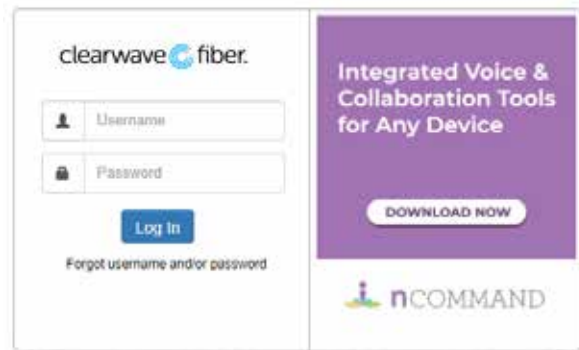 clearwave fiber.
Username
Password
Log In
Forgot username and/or password
Integrated Voice &
Collaboration Tools
for Any Device
DOWNLOAD NOW
nCOMMAND